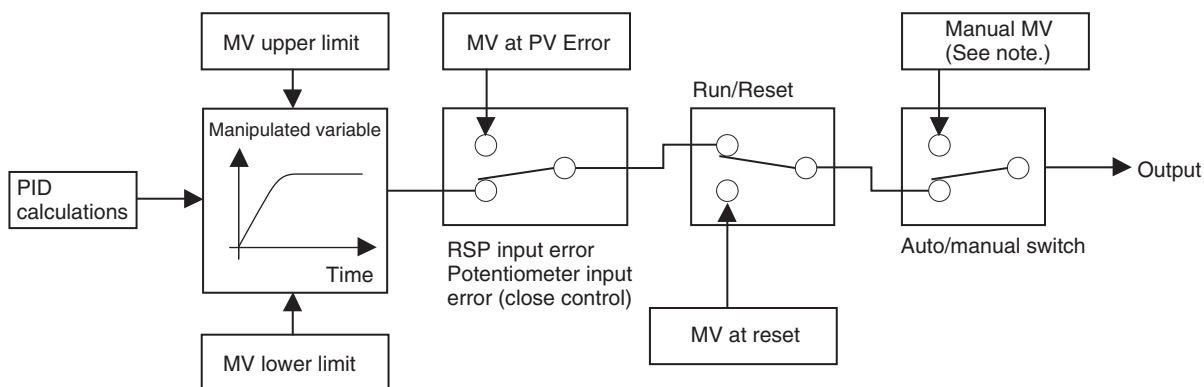 MV upper limit
MV at PV Error
Manual MV
(See note.)
Run/Reset
Manipulated variable
PID
calculations
Output
Time
RSP input error
Potentiometer input
error (close control)
Auto/manual switch
MV at reset
MV lower limit